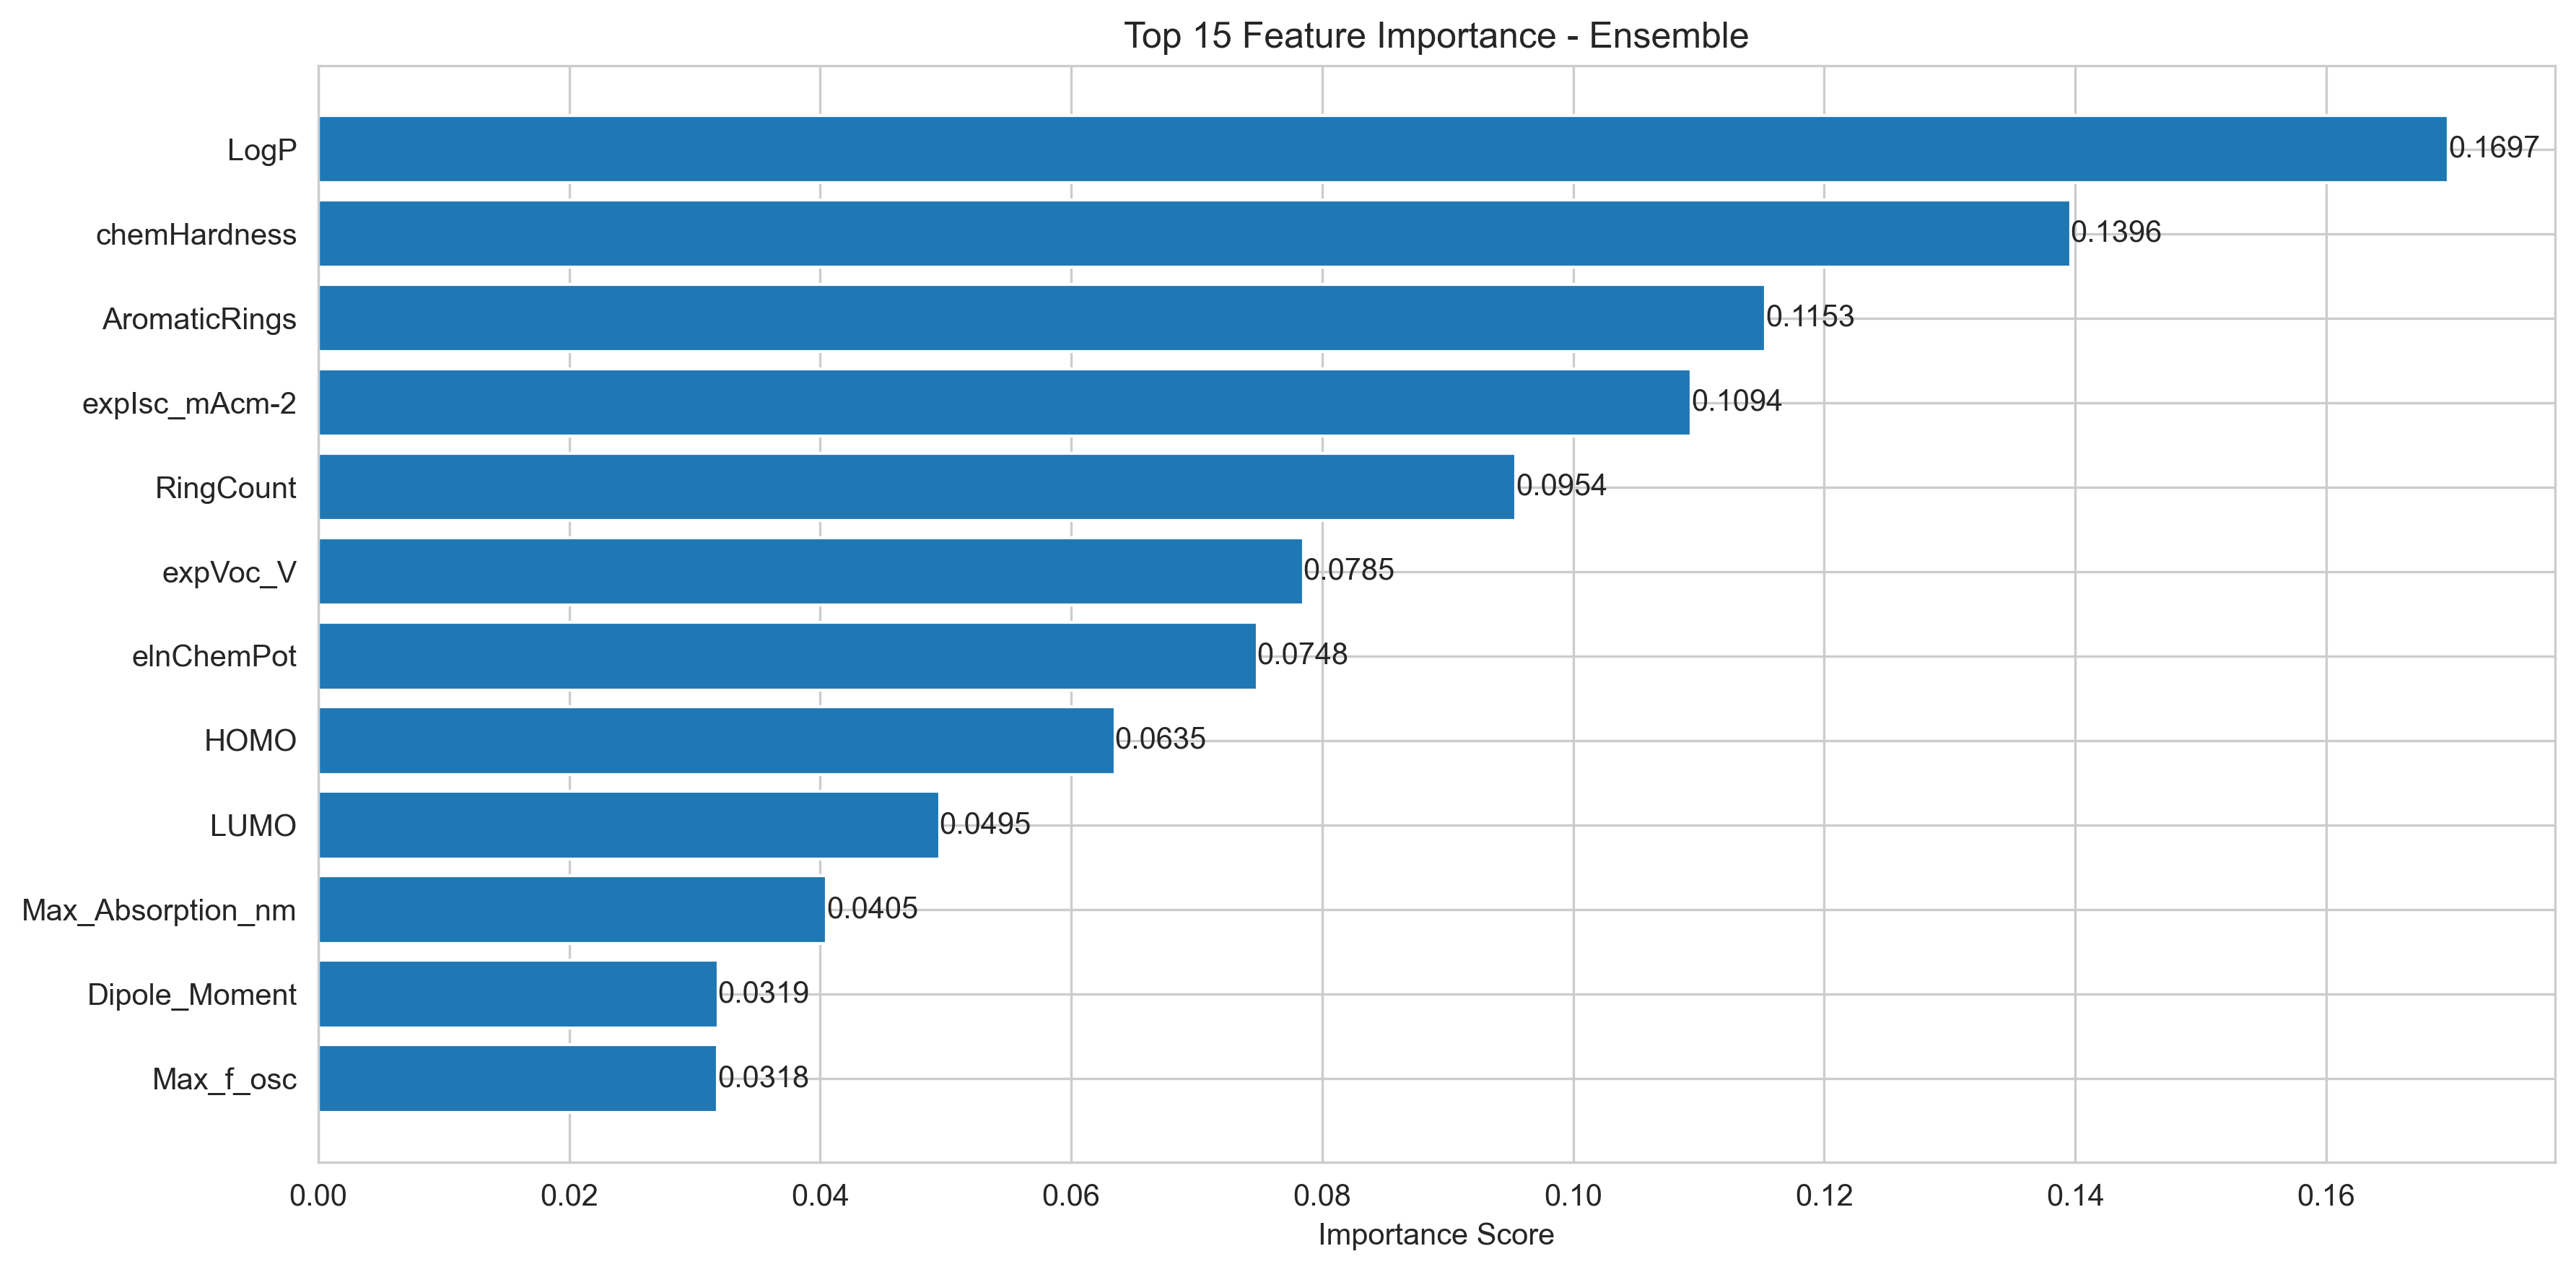 Top 15 Feature Importance - Ensemble
LogP 0.1697
chemHardness 0.1396
AromaticRings 0.1153
expIsc_mAcm-2 0.1094
RingCount 0.0954
expVoc_V 0.0785
elnChemPot 0.0748
HOMO 0.0635
LUMO 0.0495
Max_Absorption_nm 0.0405
Dipole_Moment 0.0319
Max_f_osc 0.0318
0.00 0.02 0.04 0.06 0.08 0.10 0.12 0.14 0.16
Importance Score